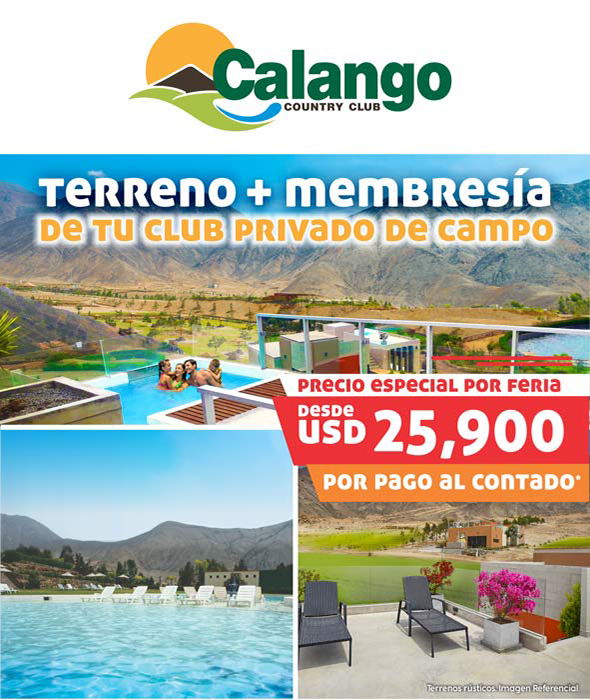 Calango
COUNTRY CLUB
TERRENO + MEMBRESÍA
DE TU CLUB PRIVADO DE CAMPO
PRECIO ESPECIAL POR FERIA
DESDE
USD 25,900
POR PAGO AL CONTADO*
Terrenos rústicos. Imagen Referencial